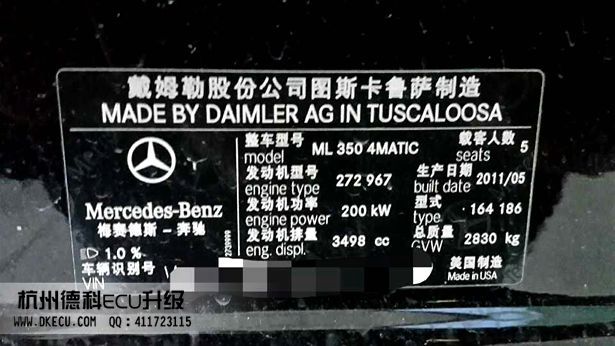 戴姆勒股份公司图斯卡鲁萨制造
MADE BY DAIMLER AG IN TUSCALOOSA
Mercedes-Benz
梅赛德斯-奔驰
1.0 %
车辆识别号
VIN
整车型号
model
ML 350 4MATIC
载客人数
seats
5
发动机型号
engine type
272 967
生产日期
built date
2011/05
发动机功率
engine power
200 kW
型式
type
164 186
发动机排量
eng. displ.
3498 cc
总质量
GVW
2830 kg
美国制造
Made in USA
杭州德科ECU升级
www.DKECU.com QQ:411723115